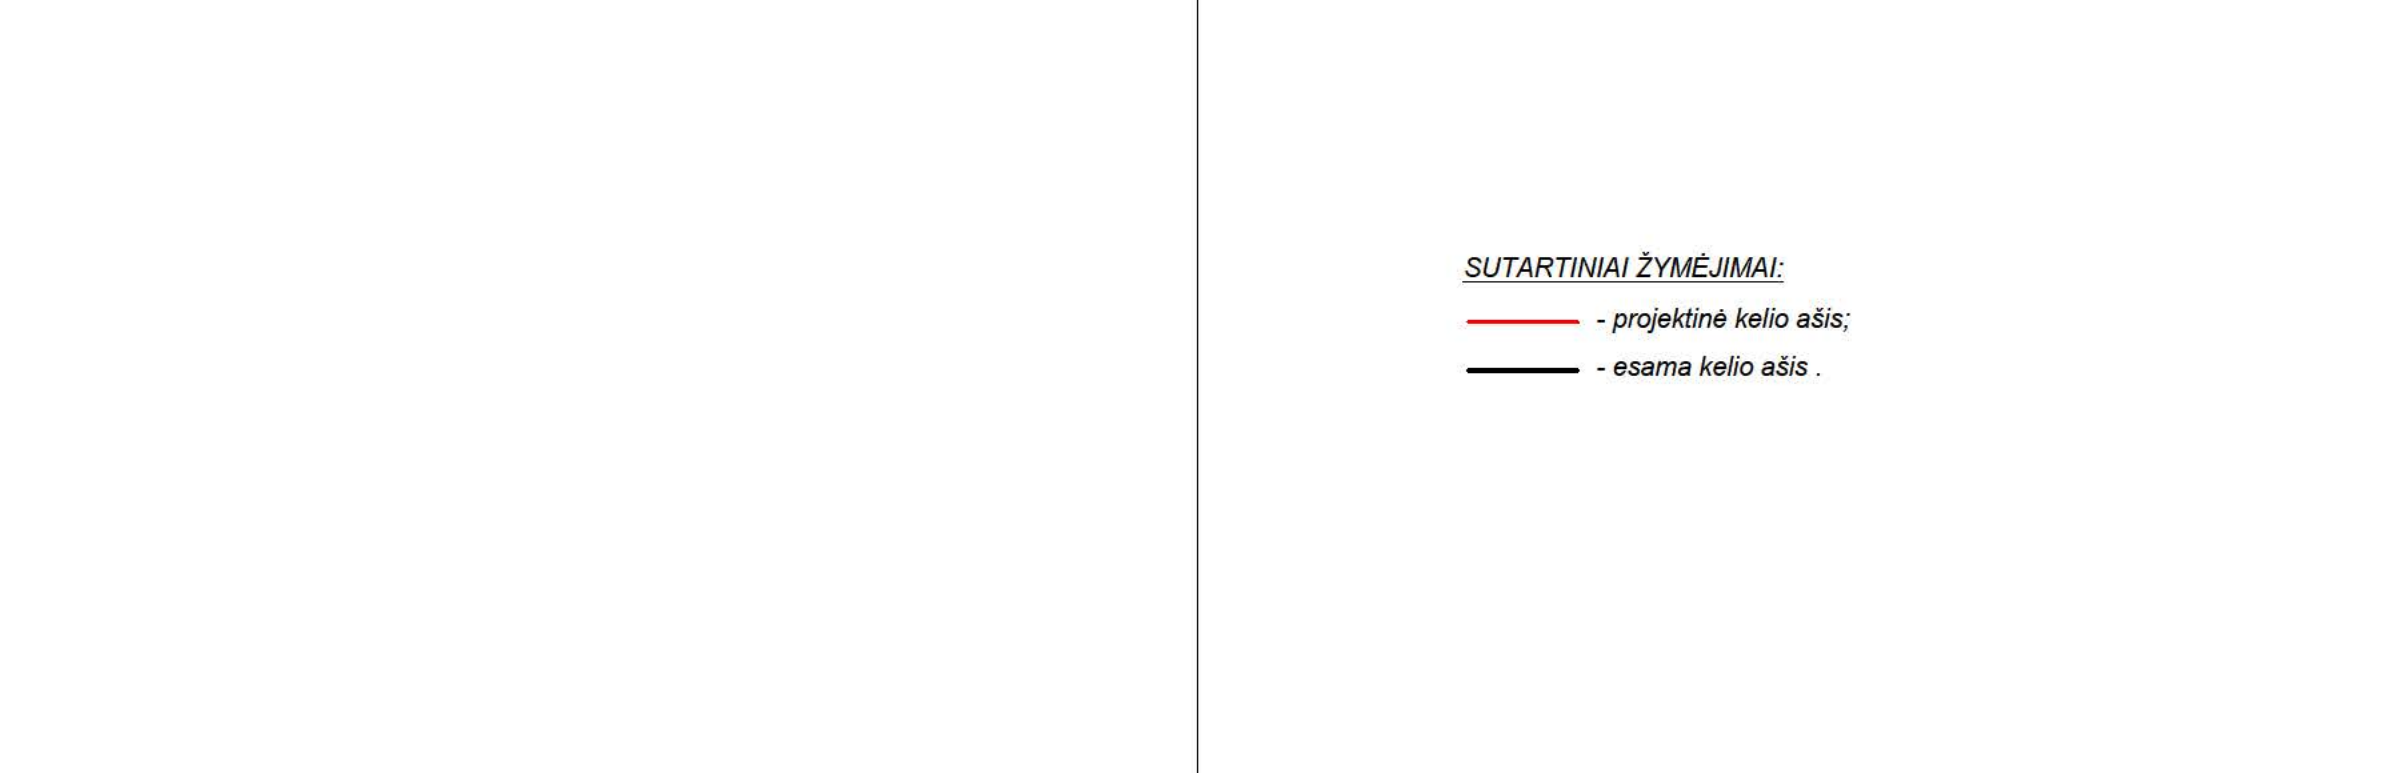 SUTARTINIAI ŽYMĖJIMAI:
- projektinė kelio ašis;
- esama kelio ašis .